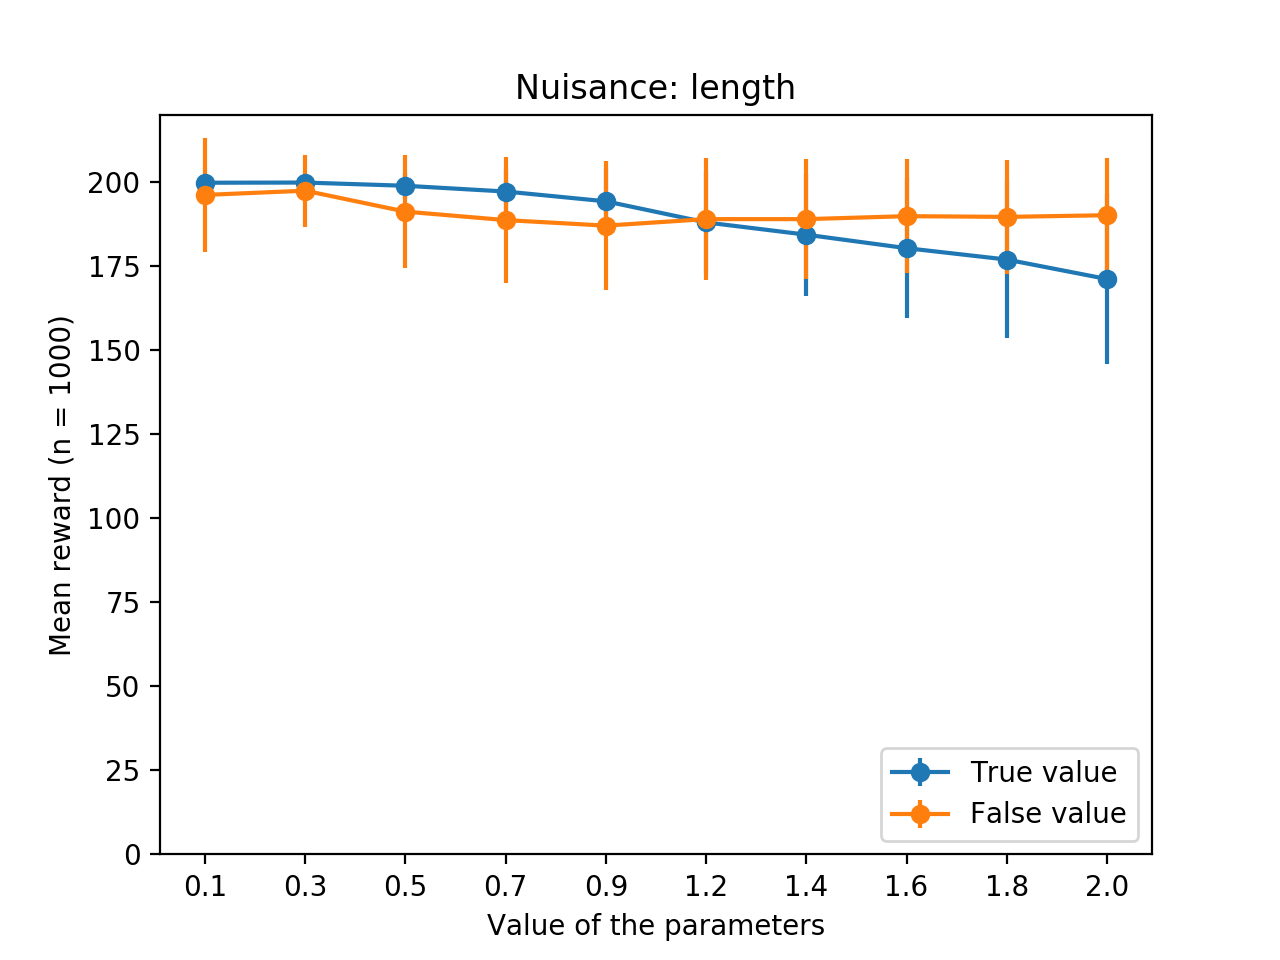 Nuisance: length
Mean reward (n = 1000)
200
175
150
125
100
75
50
25
0
0.1 0.3 0.5 0.7 0.9 1.2 1.4 1.6 1.8 2.0
Value of the parameters
True value
False value